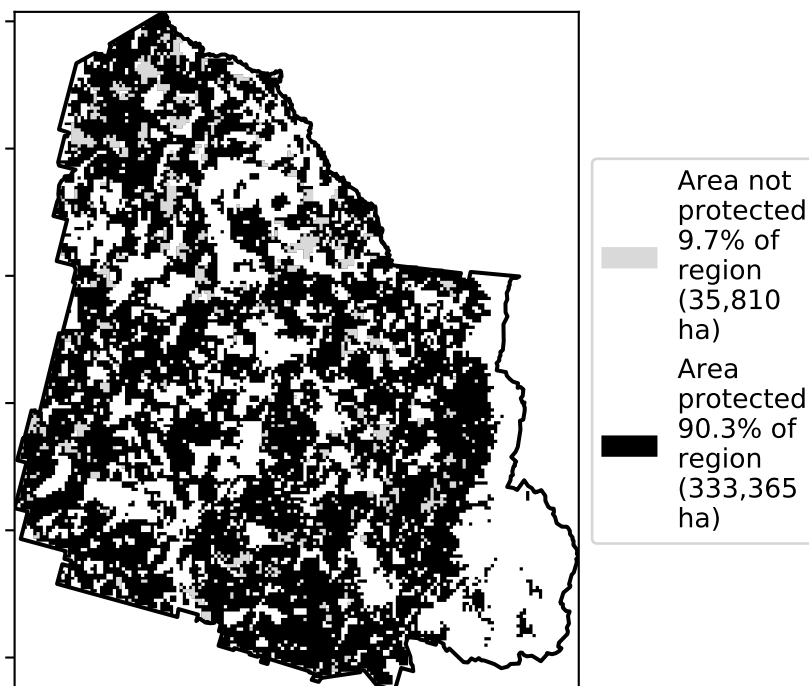 Area not
protected
9.7% of
region
(35,810
ha)
Area
protected
90.3% of
region
(333,365
ha)